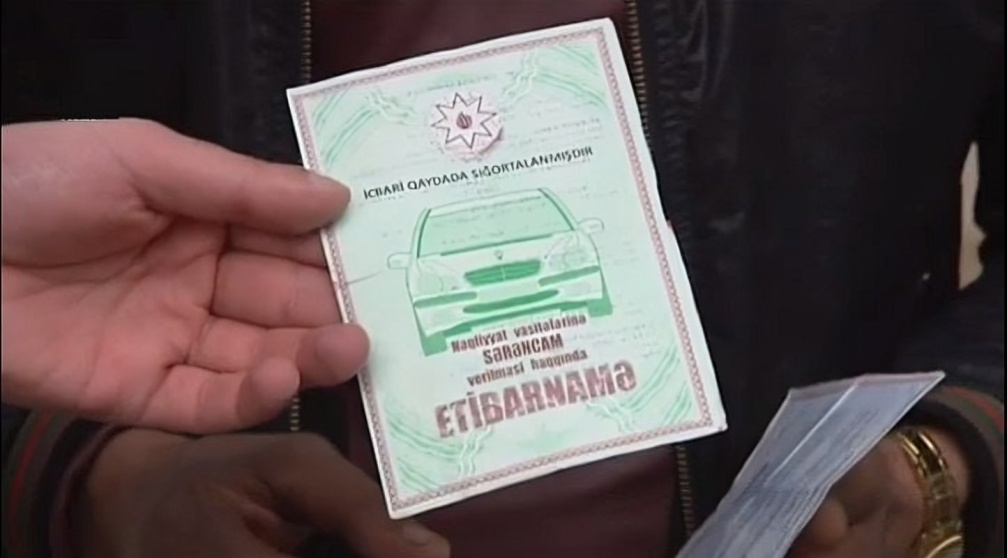 İCBARİ QAYDADA SIĞORTALANMIŞDIR
Nəqliyyat vasitələrinə
SƏRƏNCAM
verilməsi haqqında
ETİBARNAMƏ